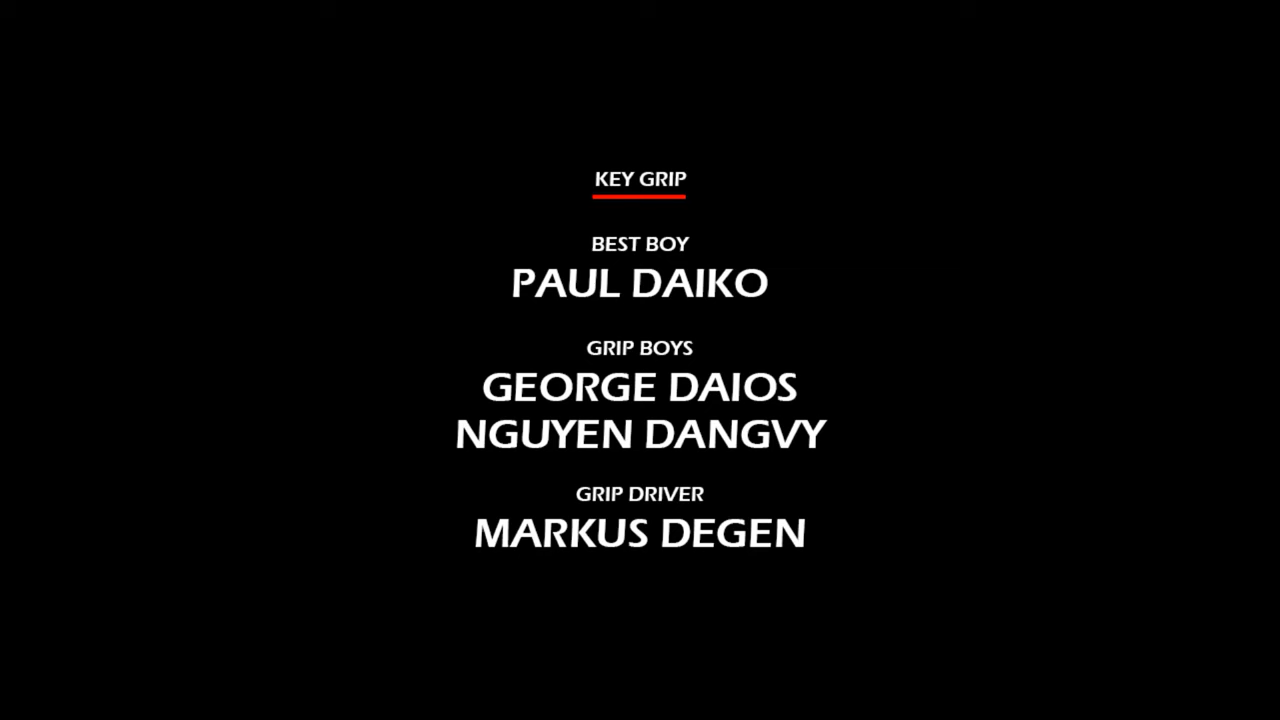 KEY GRIP
BEST BOY
PAUL DAIKO
GRIP BOYS
GEORGE DAIOS
NGUYEN DANGVY
GRIP DRIVER
MARKUS DEGEN